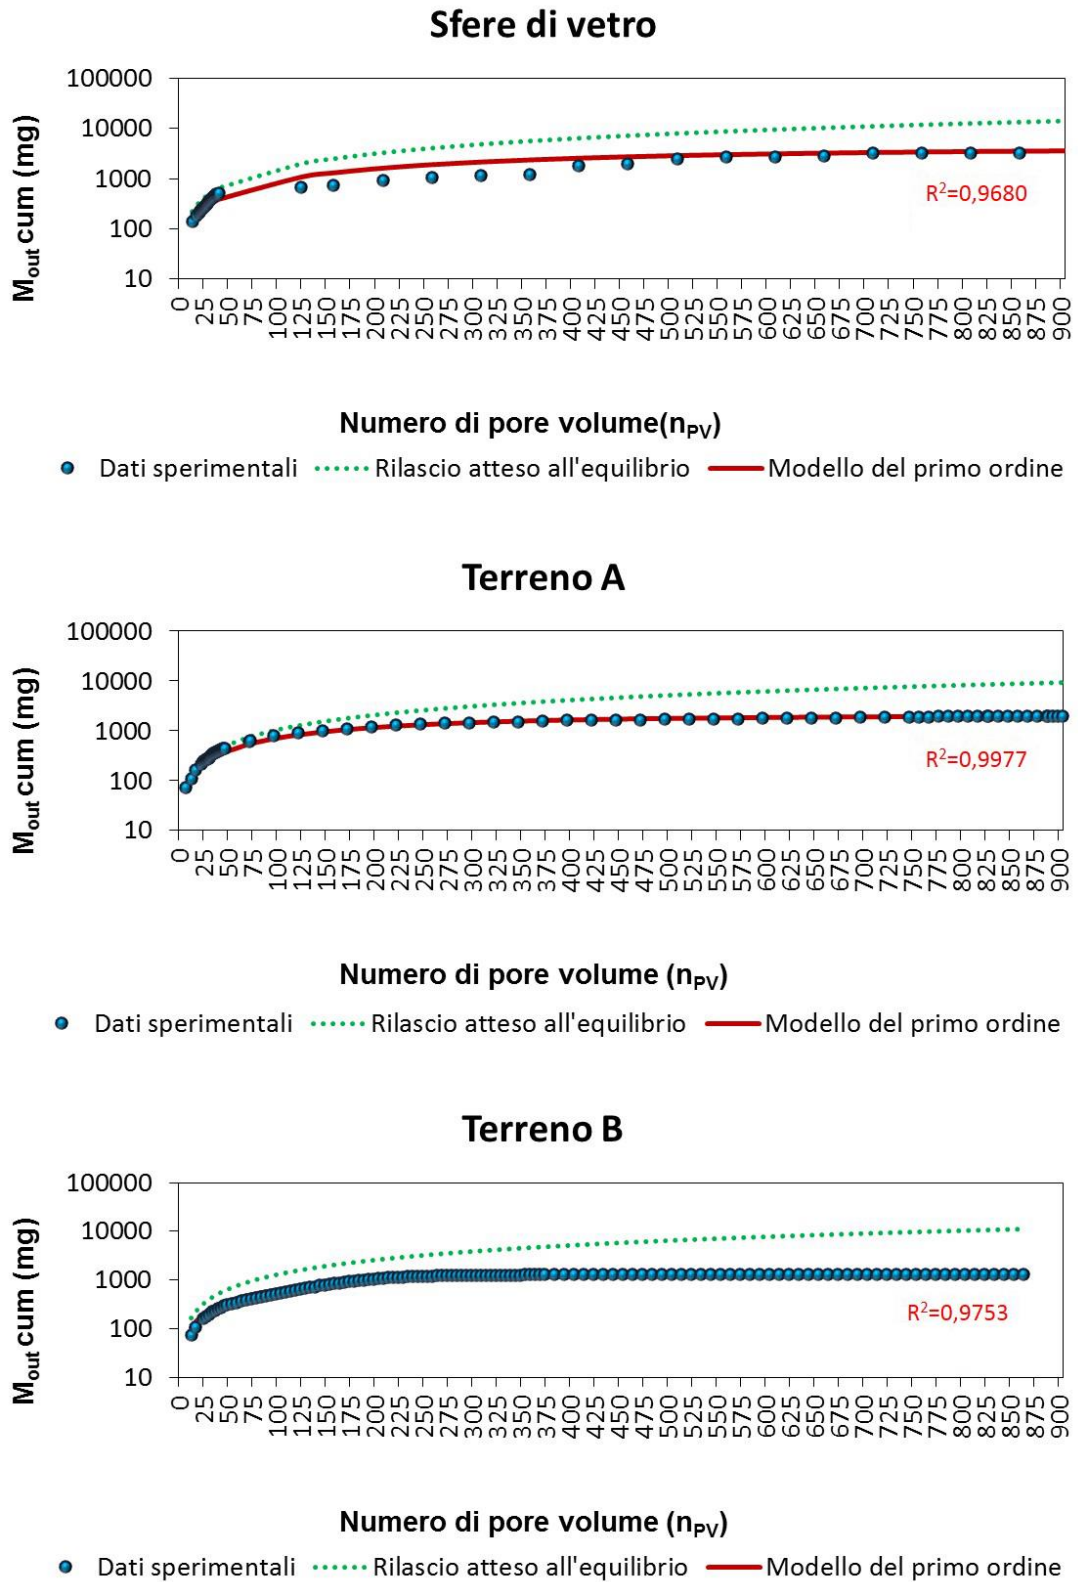 Sfere di vetro
M_out cum (mg)
100000
10000
1000
100
10
0 25 50 75 100 125 150 175 200 225 250 275 300 325 350 375 400 425 450 475 500 525 550 575 600 625 650 675 700 725 750 775 800 825 850 875 900
R²=0,9680
Numero di pore volume(n_PV)
Dati sperimentali Rilascio atteso all'equilibrio Modello del primo ordine
Terreno A
M_out cum (mg)
100000
10000
1000
100
10
0 25 50 75 100 125 150 175 200 225 250 275 300 325 350 375 400 425 450 475 500 525 550 575 600 625 650 675 700 725 750 775 800 825 850 875 900
R²=0,9977
Numero di pore volume (n_PV)
Dati sperimentali Rilascio atteso all'equilibrio Modello del primo ordine
Terreno B
M_out cum (mg)
100000
10000
1000
100
10
0 25 50 75 100 125 150 175 200 225 250 275 300 325 350 375 400 425 450 475 500 525 550 575 600 625 650 675 700 725 750 775 800 825 850 875 900
R²=0,9753
Numero di pore volume (n_PV)
Dati sperimentali Rilascio atteso all'equilibrio Modello del primo ordine